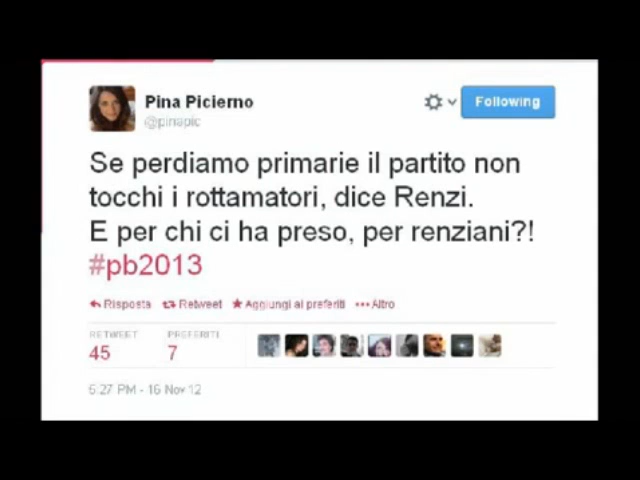 Pina Picierno
@pinapic
Following
Se perdiamo primarie il partito non
tocchi i rottamatori, dice Renzi.
E per chi ci ha preso, per renziani?!
#pb2013
Risposta Retweet Aggiungi ai preferiti Altro
RETWEET PREFERITI
45 7
5:27 PM - 16 Nov 12